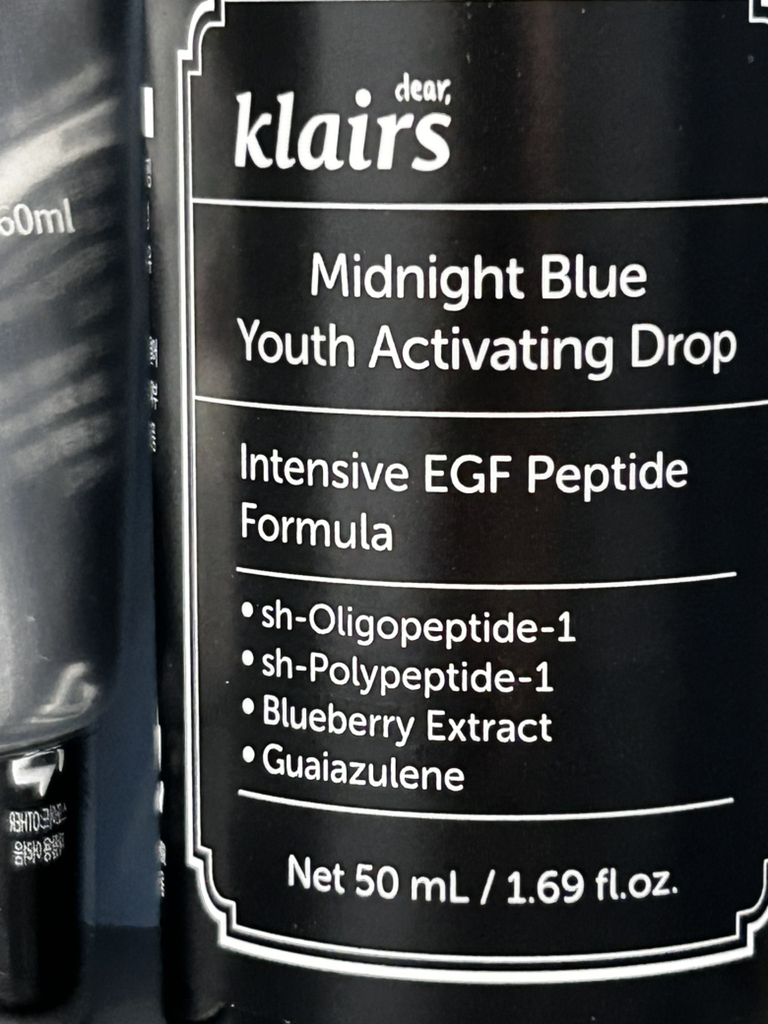 dear,
klairs
Midnight Blue
Youth Activating Drop
Intensive EGF Peptide
Formula
• sh-Oligopeptide-1
• sh-Polypeptide-1
• Blueberry Extract
• Guaiazulene
Net 50 mL / 1.69 fl.oz.
60ml
OTHER